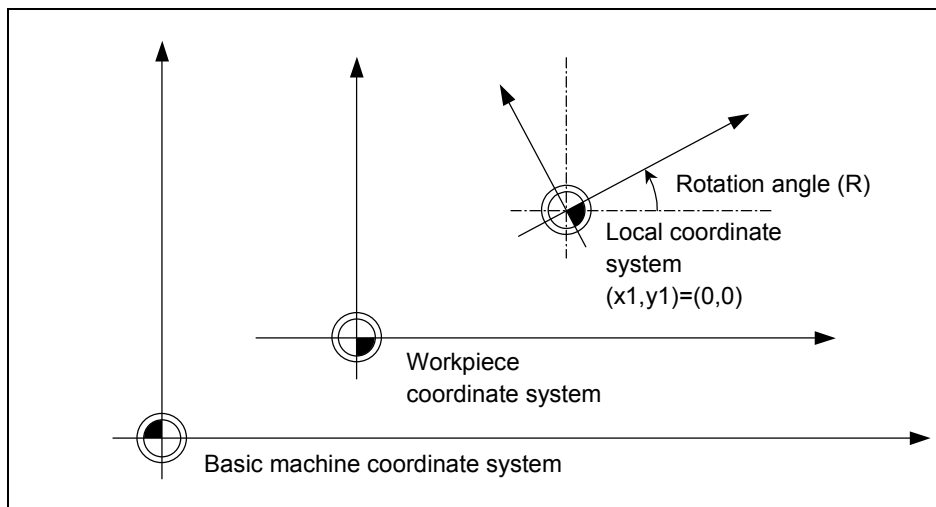 Rotation angle (R)
Local coordinate
system
(x1,y1)=(0,0)
Workpiece
coordinate system
Basic machine coordinate system